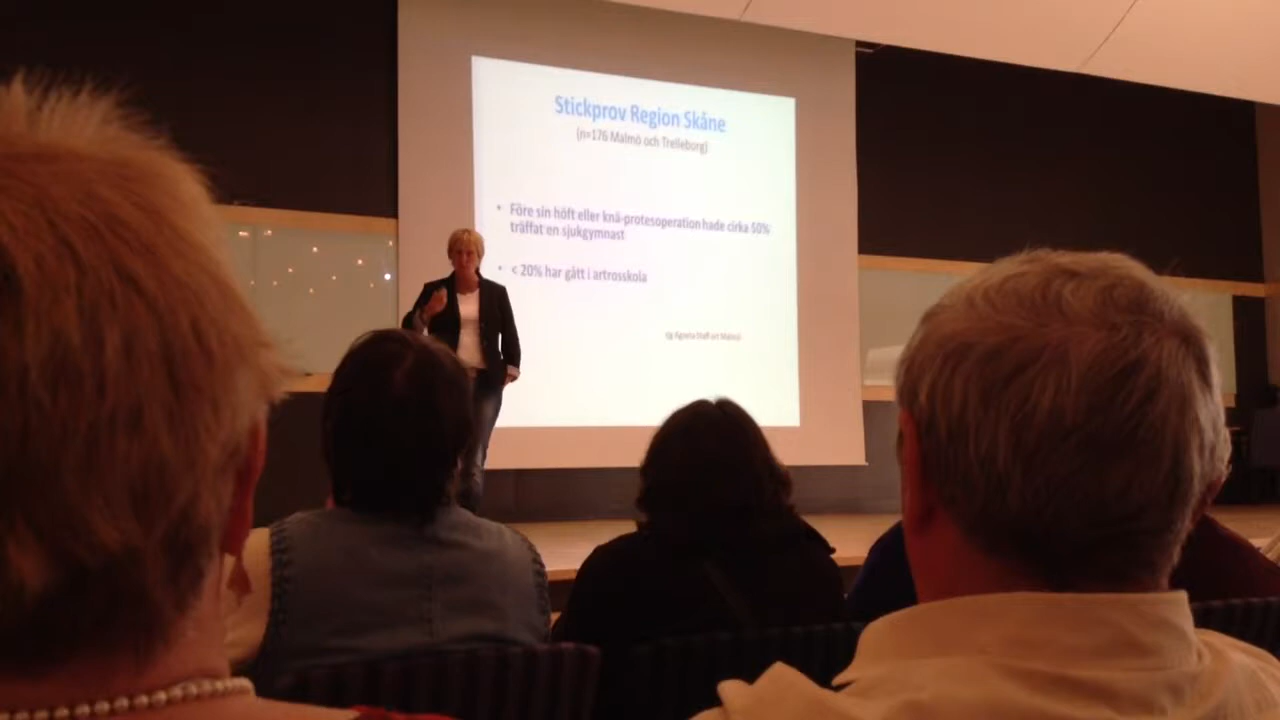 Stickprov Region Skåne
(n=176 Malmö och Trelleborg)
• Före sin höft eller knä-protesoperation hade cirka 50%
träffat en sjukgymnast
• < 20% har gått i artrosskola